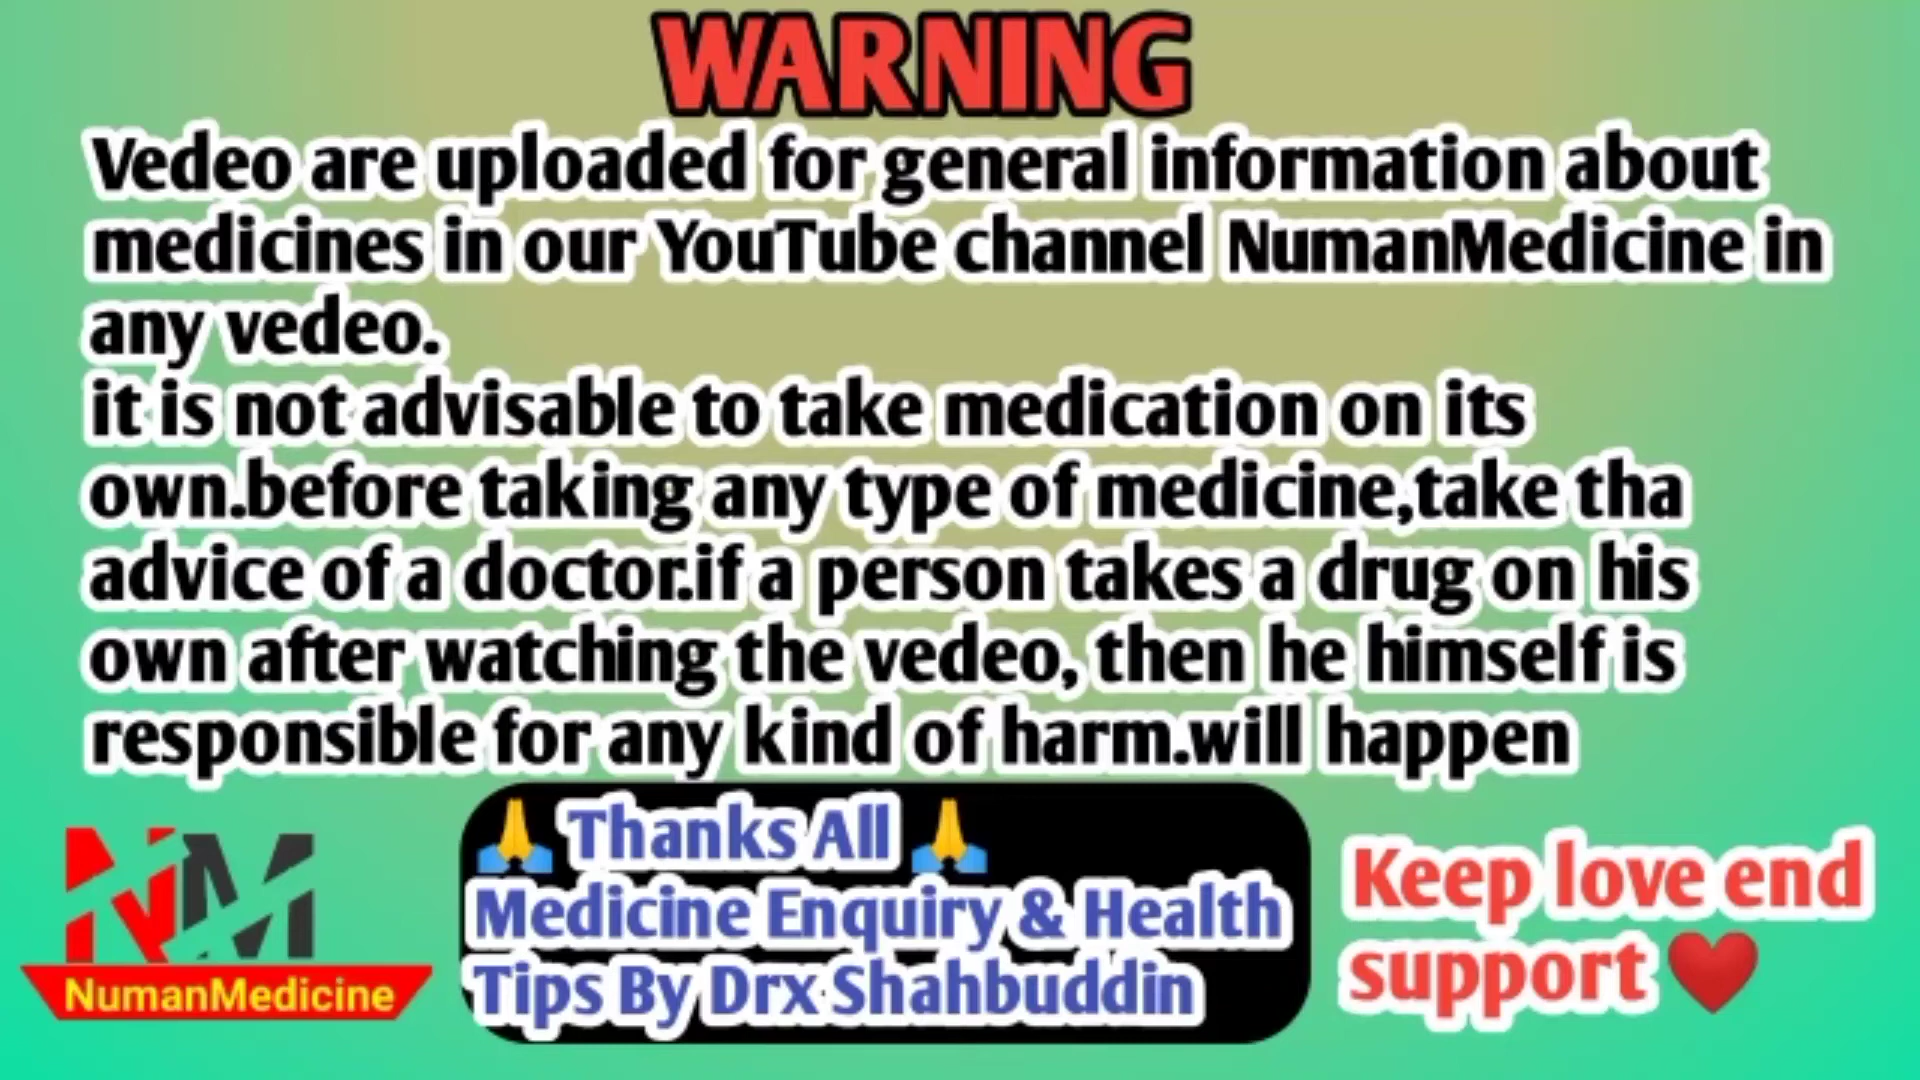 WARNING
Vedeo are uploaded for general information about
medicines in our YouTube channel NumanMedicine in
any vedeo.
it is not advisable to take medication on its
own.before taking any type of medicine,take tha
advice of a doctor.if a person takes a drug on his
own after watching the vedeo, then he himself is
responsible for any kind of harm.will happen
NM
NumanMedicine
🙏 Thanks All 🙏
Medicine Enquiry & Health
Tips By Drx Shahbuddin
Keep love end
support ❤️